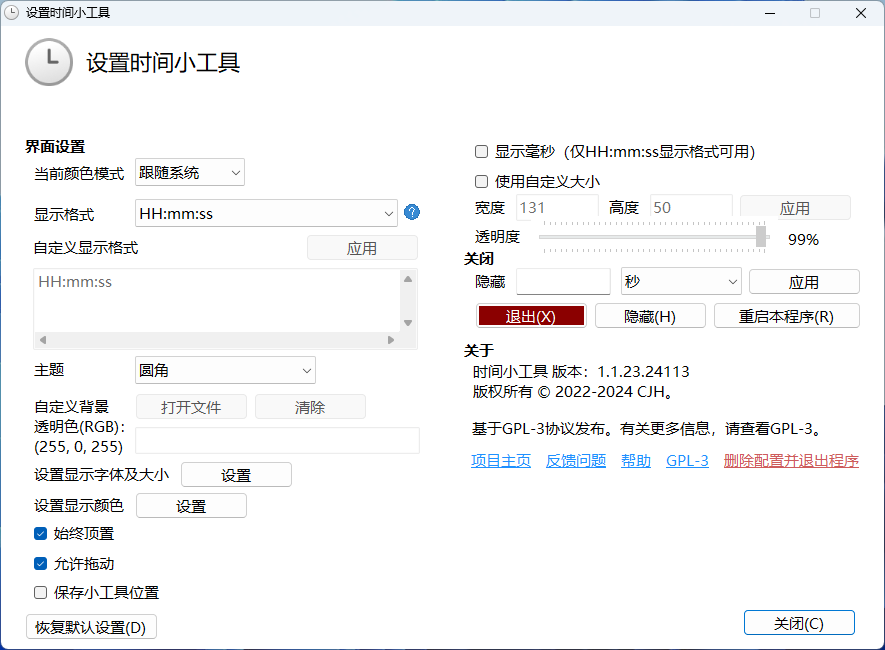 设置时间小工具
设置时间小工具
界面设置
当前颜色模式 跟随系统
显示格式 HH:mm:ss ?
自定义显示格式 应用
HH:mm:ss
主题 圆角
自定义背景 打开文件 清除
透明色(RGB)：
(255, 0, 255)
设置显示字体及大小 设置
设置显示颜色 设置
始终顶置
允许拖动
保存小工具位置
恢复默认设置(D)
显示毫秒（仅HH:mm:ss显示格式可用）
使用自定义大小
宽度 131 高度 50 应用
透明度 99%
关闭
隐藏 秒 应用
退出(X) 隐藏(H) 重启本程序(R)
关于
时间小工具 版本：1.1.23.24113
版权所有 © 2022-2024 CJH。
基于GPL-3协议发布。有关更多信息，请查看GPL-3。
项目主页 反馈问题 帮助 GPL-3 删除配置并退出程序
关闭(C)